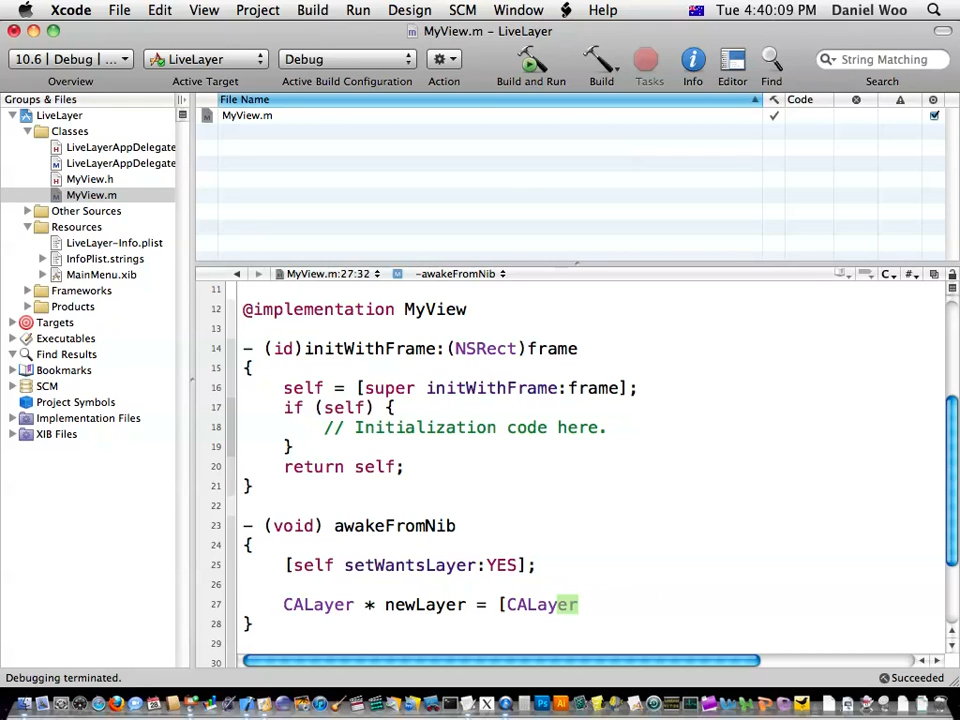 Xcode File Edit View Project Build Run Design SCM Window Help Tue 4:40:09 PM Daniel Woo
MyView.m – LiveLayer
10.6 | Debug | ... LiveLayer Debug String Matching
Overview Active Target Active Build Configuration Action Build and Run Build Tasks Info Editor Find Search
Groups & Files
File Name Code
LiveLayer
MyView.m
Classes
LiveLayerAppDelegate
LiveLayerAppDelegate
MyView.h
MyView.m
Other Sources
Resources
LiveLayer-Info.plist
InfoPlist.strings
MainMenu.xib
Frameworks
Products
Targets
Executables
Find Results
Bookmarks
SCM
Project Symbols
Implementation Files
XIB Files
MyView.m:27:32 -awakeFromNib C #
11
12 @implementation MyView
13
14 - (id)initWithFrame:(NSRect)frame
15 {
16 self = [super initWithFrame:frame];
17 if (self) {
18 // Initialization code here.
19 }
20 return self;
21 }
22
23 - (void) awakeFromNib
24 {
25 [self setWantsLayer:YES];
26
27 CALayer * newLayer = [CALayer
28 }
29
30
Debugging terminated. Succeeded